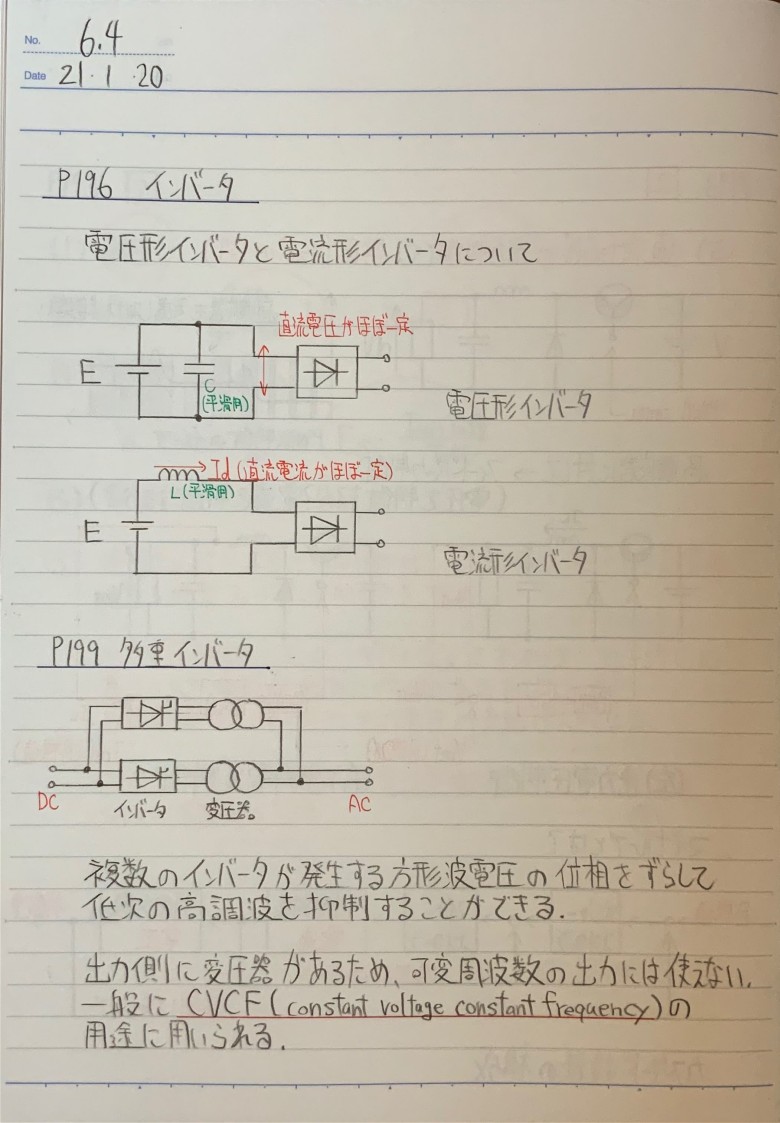 No. 6.4
Date 21・1・20
P196 インバータ
電圧形インバータと電流形インバータについて
直流電圧がほぼ一定
E
C
(平滑用)
電圧形インバータ
Id (直流電流がほぼ一定)
L(平滑用)
E
電流形インバータ
P199 多重インバータ
DC
インバータ
変圧器。
AC
複数のインバータが発生する方形波電圧の位相をずらして
低次の高調波を抑制することができる.
出力側に変圧器があるため、可変周波数の出力には使えない.
一般に CVCF(constant voltage constant frequency)の
用途に用いられる.